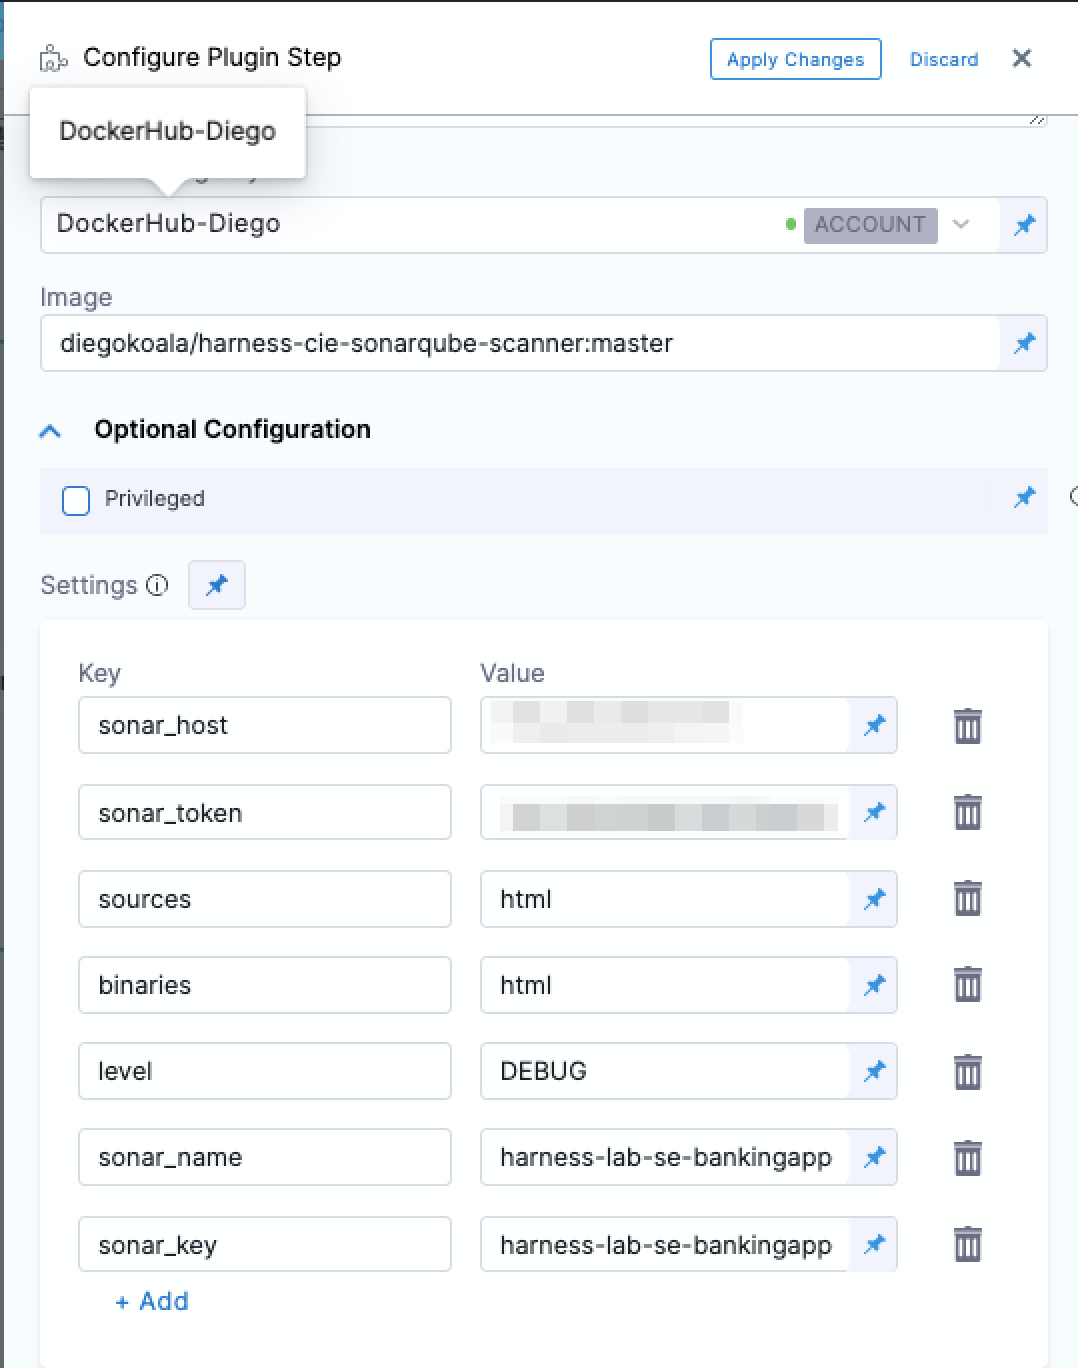 Configure Plugin Step
Apply Changes
Discard
DockerHub-Diego
DockerHub-Diego
ACCOUNT
Image
diegokoala/harness-cie-sonarqube-scanner:master
Optional Configuration
Privileged
Settings
Key Value
sonar_host
sonar_token
sources html
binaries html
level DEBUG
sonar_name harness-lab-se-bankingapp
sonar_key harness-lab-se-bankingapp
+ Add